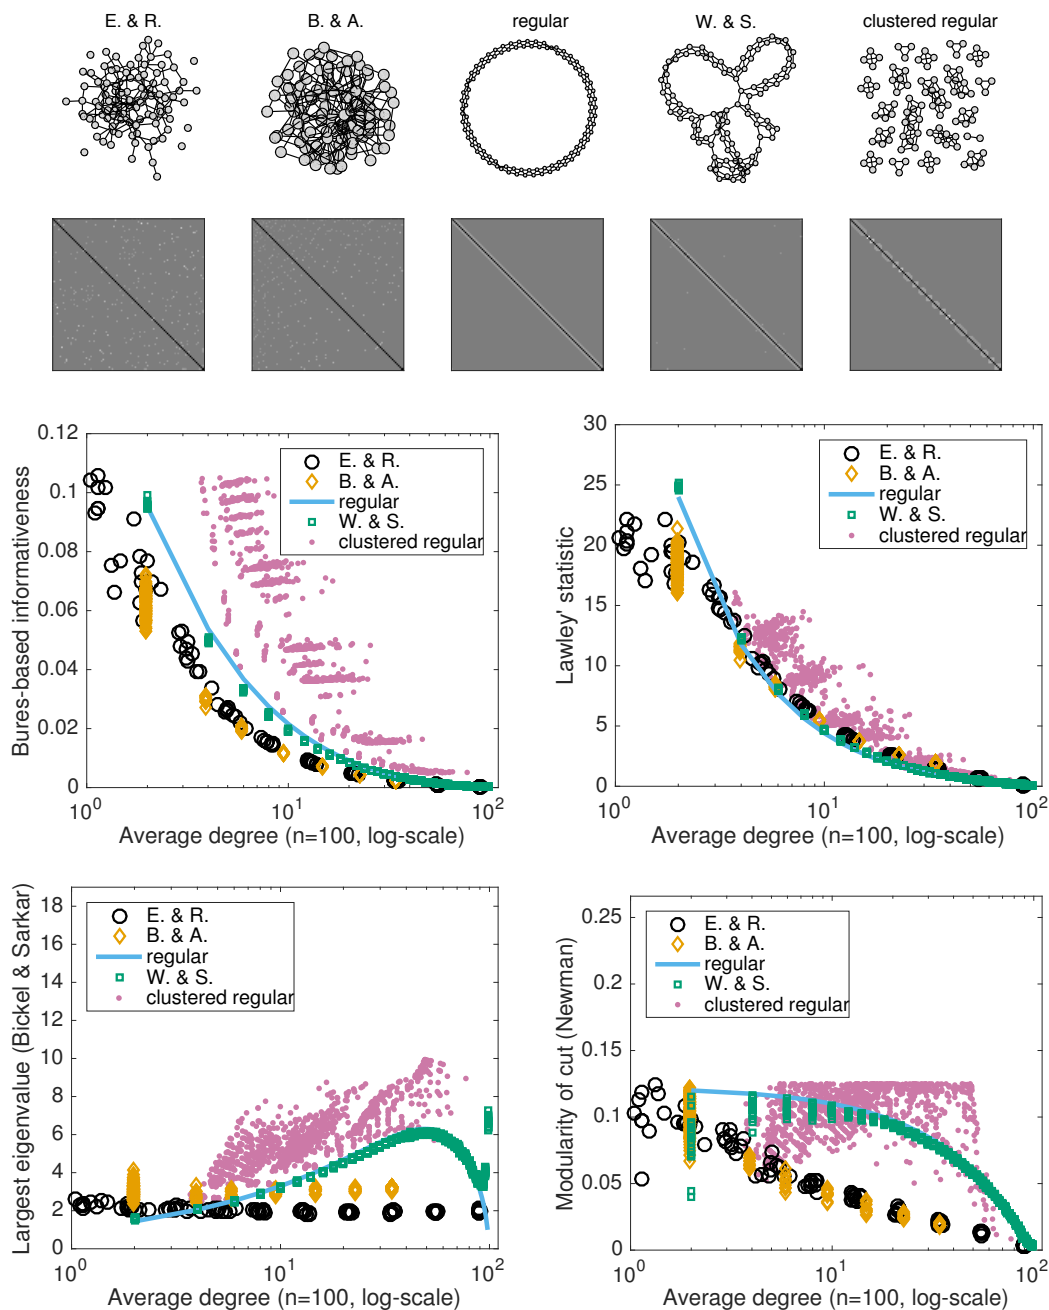 E. & R.
B. & A.
regular
W. & S.
clustered regular
0.12
0.1
0.08
0.06
0.04
0.02
0
10^0
10^1
10^2
Bures-based informativeness
Average degree (n=100, log-scale)
E. & R.
B. & A.
regular
W. & S.
clustered regular
30
25
20
15
10
5
0
10^0
10^1
10^2
Lawley' statistic
Average degree (n=100, log-scale)
E. & R.
B. & A.
regular
W. & S.
clustered regular
18
16
14
12
10
8
6
4
2
0
10^0
10^1
10^2
Largest eigenvalue (Bickel & Sarkar)
Average degree (n=100, log-scale)
E. & R.
B. & A.
regular
W. & S.
clustered regular
0.25
0.2
0.15
0.1
0.05
0
10^0
10^1
10^2
Modularity of cut (Newman)
Average degree (n=100, log-scale)
E. & R.
B. & A.
regular
W. & S.
clustered regular